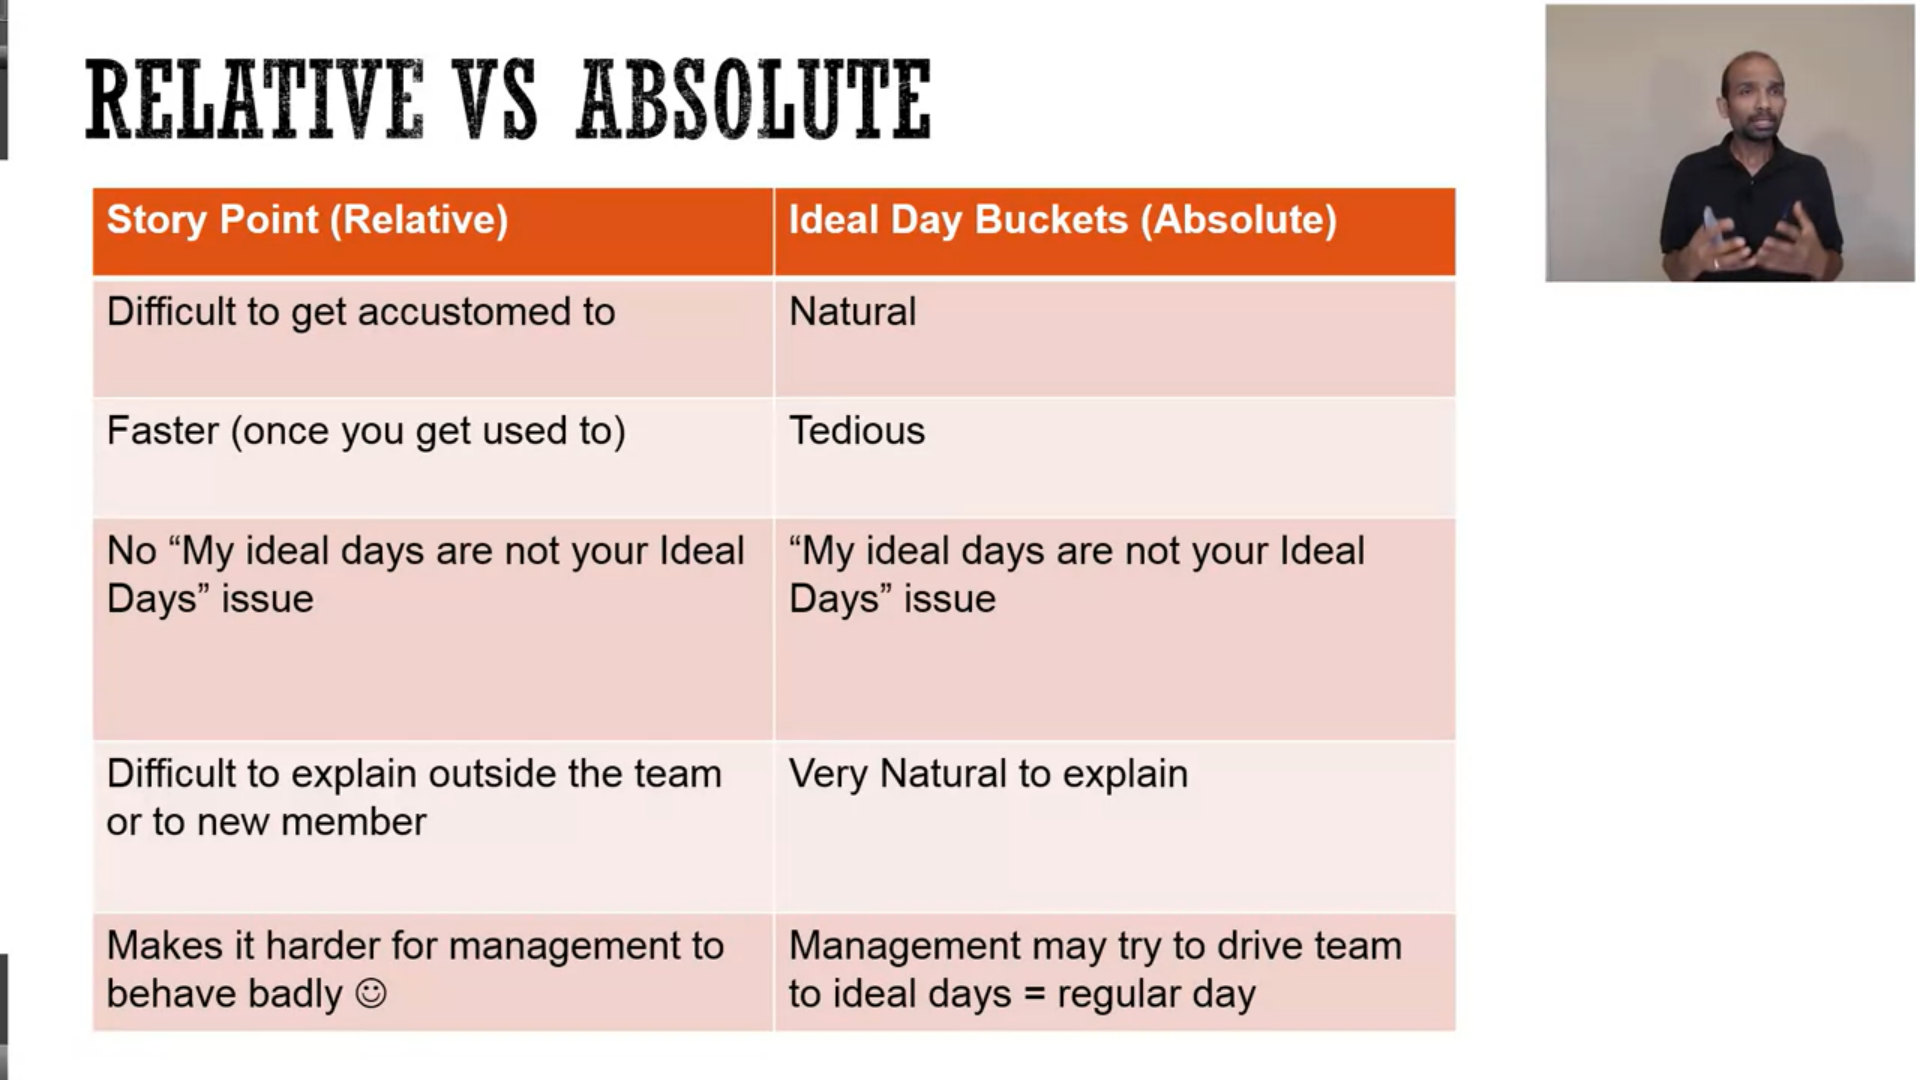 RELATIVE VS ABSOLUTE
Story Point (Relative)
Ideal Day Buckets (Absolute)
Difficult to get accustomed to
Natural
Faster (once you get used to)
Tedious
No “My ideal days are not your Ideal
Days” issue
“My ideal days are not your Ideal
Days” issue
Difficult to explain outside the team
or to new member
Very Natural to explain
Makes it harder for management to
behave badly ☺
Management may try to drive team
to ideal days = regular day